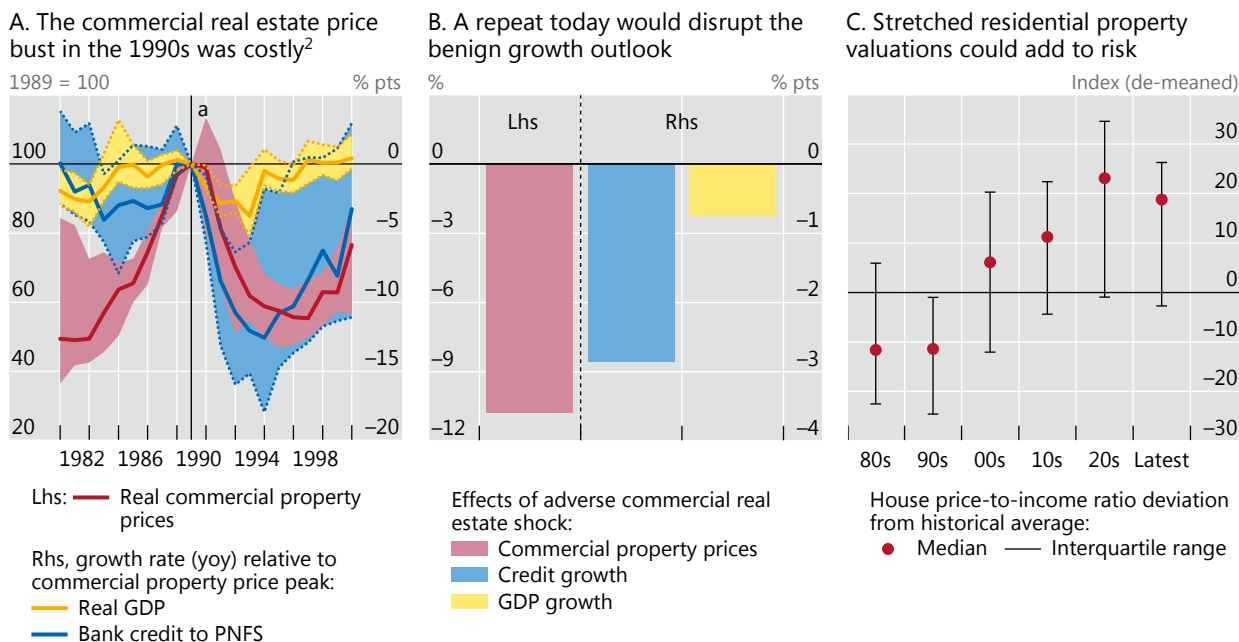 A. The commercial real estate price
bust in the 1990s was costly2
1989 = 100
% pts
a
100
80
60
40
20
0
–5
–10
–15
–20
1982 1986 1990 1994 1998
Lhs: Real commercial property
prices
Rhs, growth rate (yoy) relative to
commercial property price peak:
Real GDP
Bank credit to PNFS
B. A repeat today would disrupt the
benign growth outlook
%
% pts
Lhs
Rhs
0
–3
–6
–9
–12
0
–1
–2
–3
–4
Effects of adverse commercial real
estate shock:
Commercial property prices
Credit growth
GDP growth
C. Stretched residential property
valuations could add to risk
Index (de-meaned)
30
20
10
0
–10
–20
–30
80s 90s 00s 10s 20s Latest
House price-to-income ratio deviation
from historical average:
Median Interquartile range